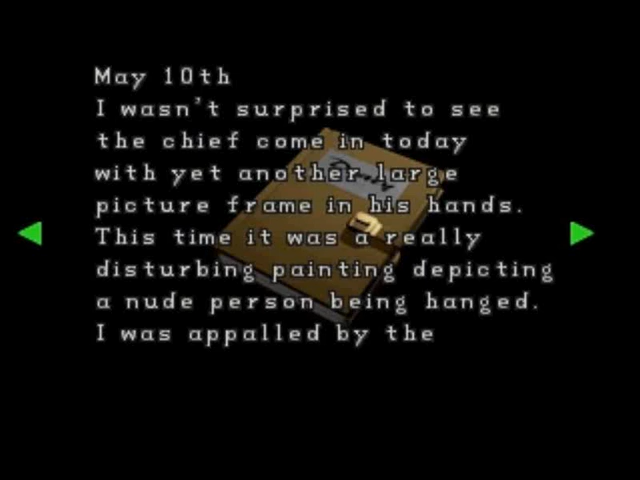 May 10th
I wasn't surprised to see
the chief come in today
with yet another large
picture frame in his hands.
This time it was a really
disturbing painting depicting
a nude person being hanged.
I was appalled by the
Diary